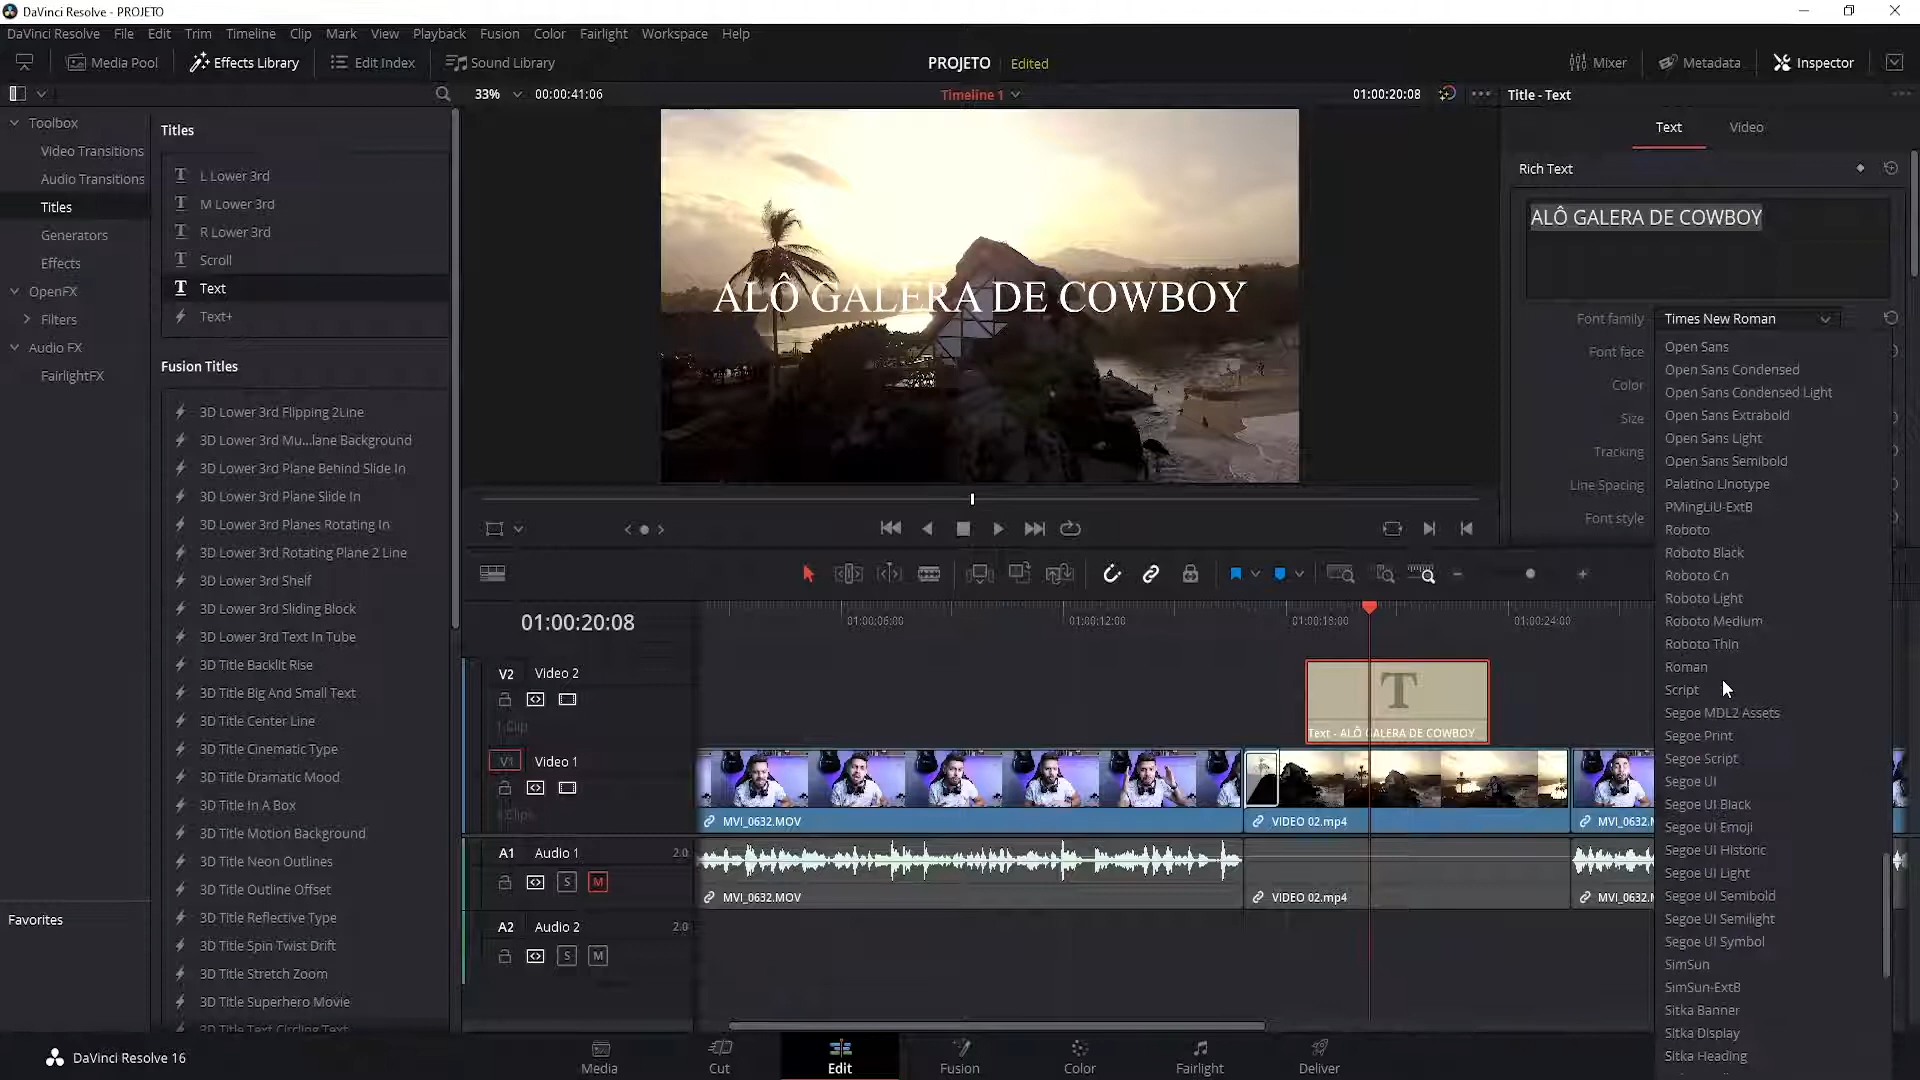 DaVinci Resolve - PROJETO
DaVinci Resolve File Edit Trim Timeline Clip Mark View Playback Fusion Color Fairlight Workspace Help
Media Pool Effects Library Edit Index Sound Library PROJETO Edited Mixer Metadata Inspector
33% 00:00:41:06 Timeline 1 01:00:20:08 Title - Text
Toolbox
Video Transitions
Audio Transitions
Titles
Generators
Effects
OpenFX
Filters
Audio FX
FairlightFX
Favorites
Titles
L Lower 3rd
M Lower 3rd
R Lower 3rd
Scroll
Text
Text+
Fusion Titles
3D Lower 3rd Flipping 2Line
3D Lower 3rd Mu...lane Background
3D Lower 3rd Plane Behind Slide In
3D Lower 3rd Plane Slide In
3D Lower 3rd Planes Rotating In
3D Lower 3rd Rotating Plane 2 Line
3D Lower 3rd Shelf
3D Lower 3rd Sliding Block
3D Lower 3rd Text In Tube
3D Title Backlit Rise
3D Title Big And Small Text
3D Title Center Line
3D Title Cinematic Type
3D Title Dramatic Mood
3D Title In A Box
3D Title Motion Background
3D Title Neon Outlines
3D Title Outline Offset
3D Title Reflective Type
3D Title Spin Twist Drift
3D Title Stretch Zoom
3D Title Superhero Movie
3D Title Text Circling Text
ALÔ GALERA DE COWBOY
Text Video
Rich Text
ALÔ GALERA DE COWBOY
Font family Times New Roman
Font face
Color
Size
Tracking
Line Spacing
Font style
Open Sans
Open Sans Condensed
Open Sans Condensed Light
Open Sans Extrabold
Open Sans Light
Open Sans Semibold
Palatino Linotype
PMingLiU-ExtB
Roboto
Roboto Black
Roboto Cn
Roboto Light
Roboto Medium
Roboto Thin
Roman
Script
Segoe MDL2 Assets
Segoe Print
Segoe Script
Segoe UI
Segoe UI Black
Segoe UI Emoji
Segoe UI Historic
Segoe UI Light
Segoe UI Semibold
Segoe UI Semilight
Segoe UI Symbol
SimSun
SimSun-ExtB
Sitka Banner
Sitka Display
Sitka Heading
01:00:20:08 01:00:06:00 01:00:12:00 01:00:18:00 01:00:24:00
V2 Video 2
1 Clip
T
Text - ALÔ GALERA DE COWBOY
V1 Video 1
MVI_0632.MOV VIDEO 02.mp4 MVI_0632.M
A1 Audio 1 2.0
S M
MVI_0632.MOV VIDEO 02.mp4 MVI_0632.M
A2 Audio 2 2.0
S M
DaVinci Resolve 16
Media Cut Edit Fusion Color Fairlight Deliver